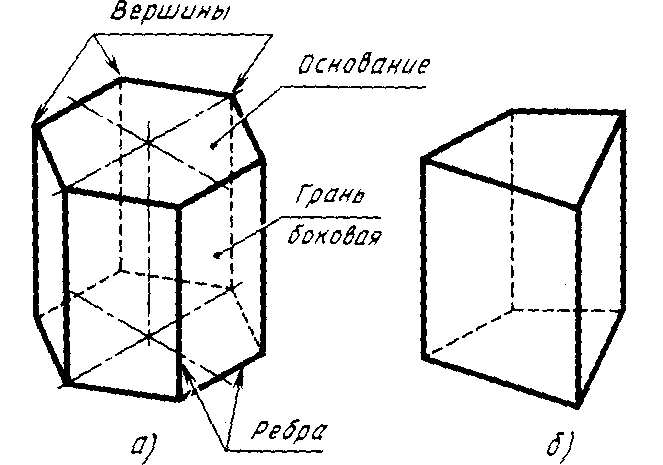 Вершины
Основание
Грань
боковая
Ребра
а)
б)